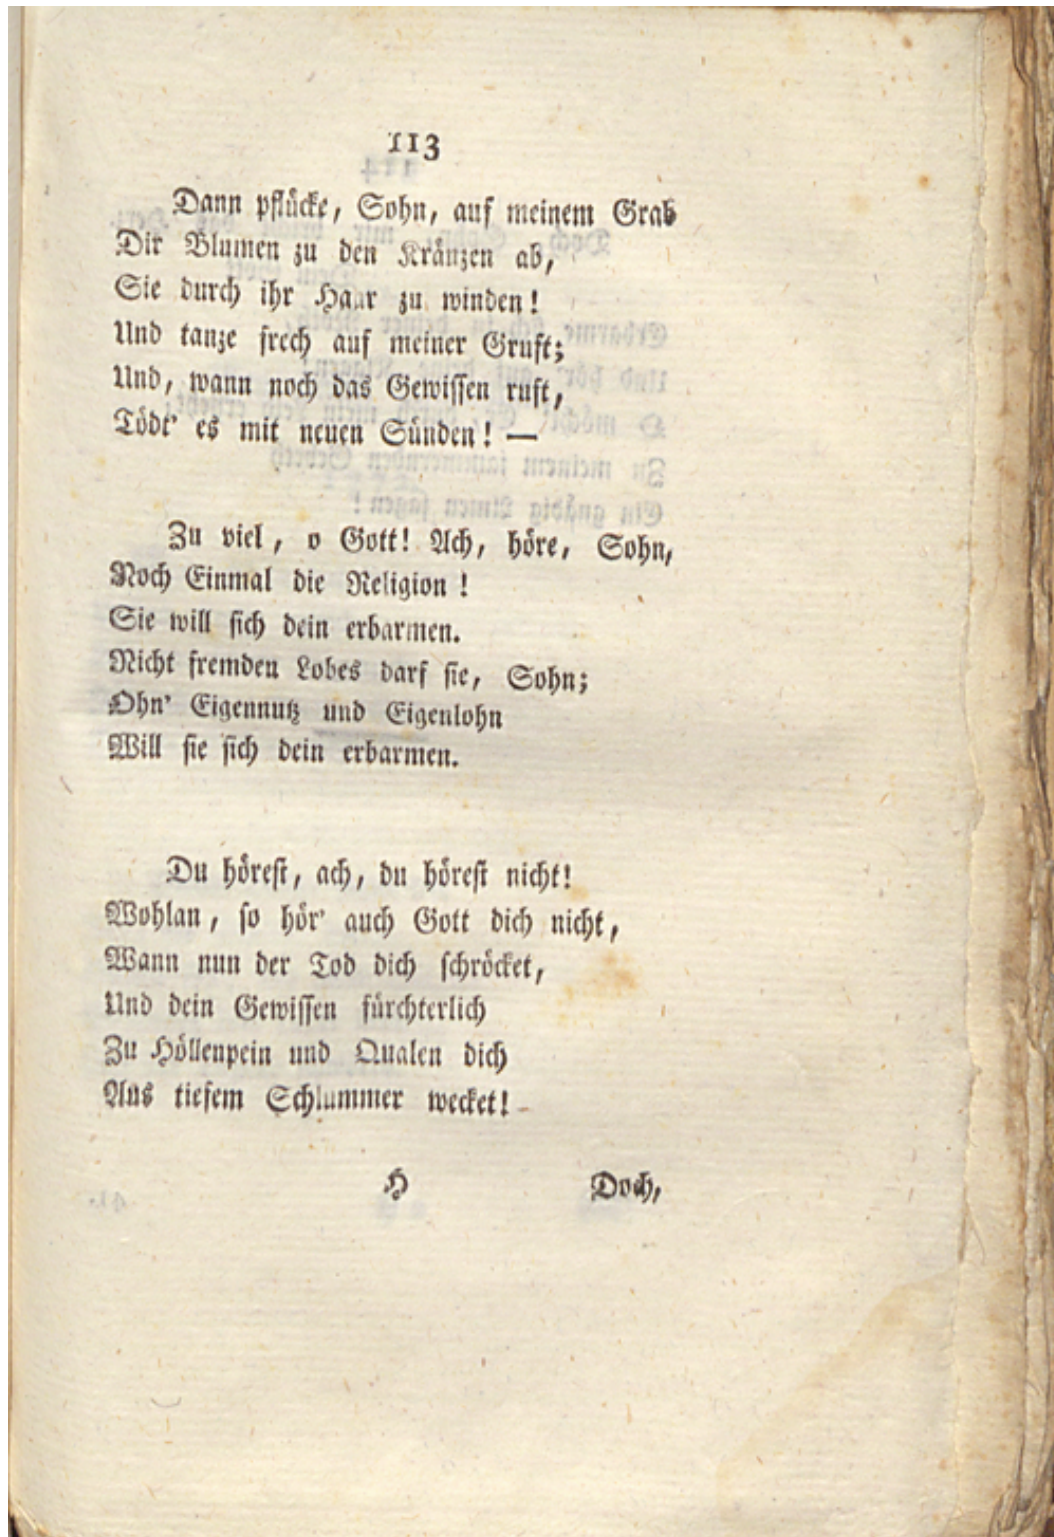 113
Dann pflücke, Sohn, auf meinem Grab
Dir Blumen zu den Kränzen ab,
Sie durch ihr Haar zu winden!
Und tanze frech auf meiner Gruft;
Und, wann noch das Gewissen ruft,
Tödt' es mit neuen Sünden! —
Zu viel, o Gott! Ach, höre, Sohn,
Noch Einmal die Religion!
Sie will sich dein erbarmen.
Nicht fremden Lobes darf sie, Sohn;
Ohn' Eigennutz und Eigenlohn
Will sie sich dein erbarmen.
Du hörest, ach, du hörest nicht!
Wohlan, so hör' auch Gott dich nicht,
Wann nun der Tod dich schröcket,
Und dein Gewissen fürchterlich
Zu Höllenpein und Qualen dich
Aus tiefem Schlummer wecket!
H Doch,